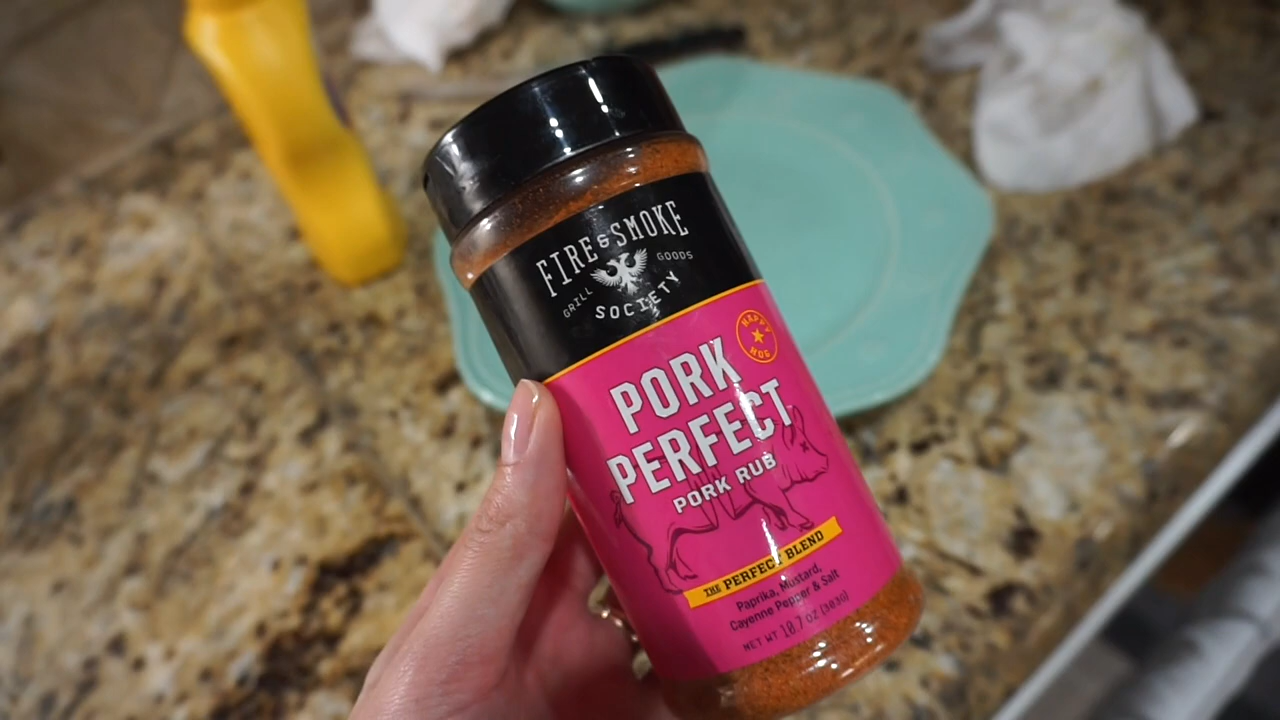 FIRE & SMOKE
GRILL GOODS
SOCIETY
HAPPY
HOG
PORK
PERFECT
PORK RUB
THE PERFECT BLEND
Paprika, Mustard,
Cayenne Pepper & Salt
NET WT 10.7 OZ (303G)